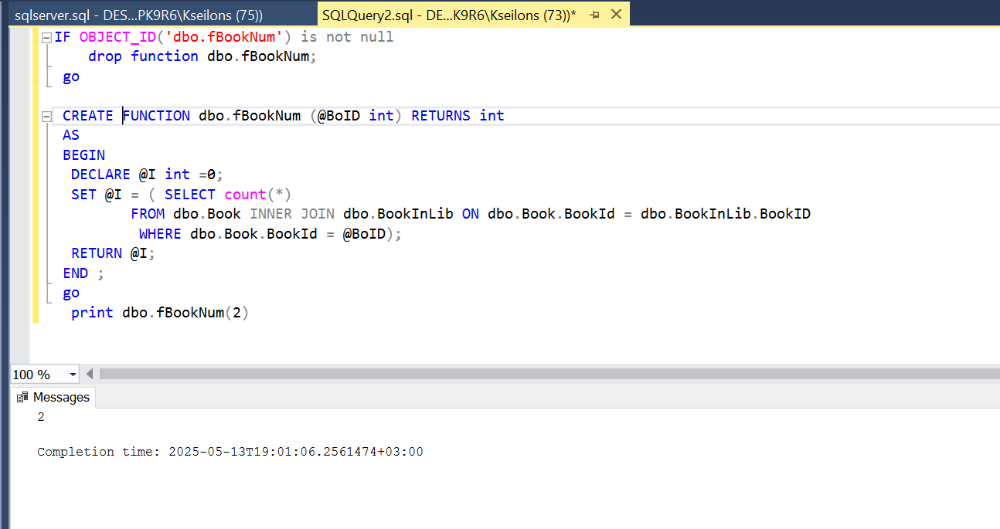 sqlserver.sql - DES...PK9R6\Kseilons (75))
SQLQuery2.sql - DE...K9R6\Kseilons (73))*
IF OBJECT_ID('dbo.fBookNum') is not null
drop function dbo.fBookNum;
go
CREATE FUNCTION dbo.fBookNum (@BoID int) RETURNS int
AS
BEGIN
DECLARE @I int =0;
SET @I = ( SELECT count(*)
FROM dbo.Book INNER JOIN dbo.BookInLib ON dbo.Book.BookId = dbo.BookInLib.BookID
WHERE dbo.Book.BookId = @BoID);
RETURN @I;
END ;
go
print dbo.fBookNum(2)
100 %
Messages
2
Completion time: 2025-05-13T19:01:06.2561474+03:00